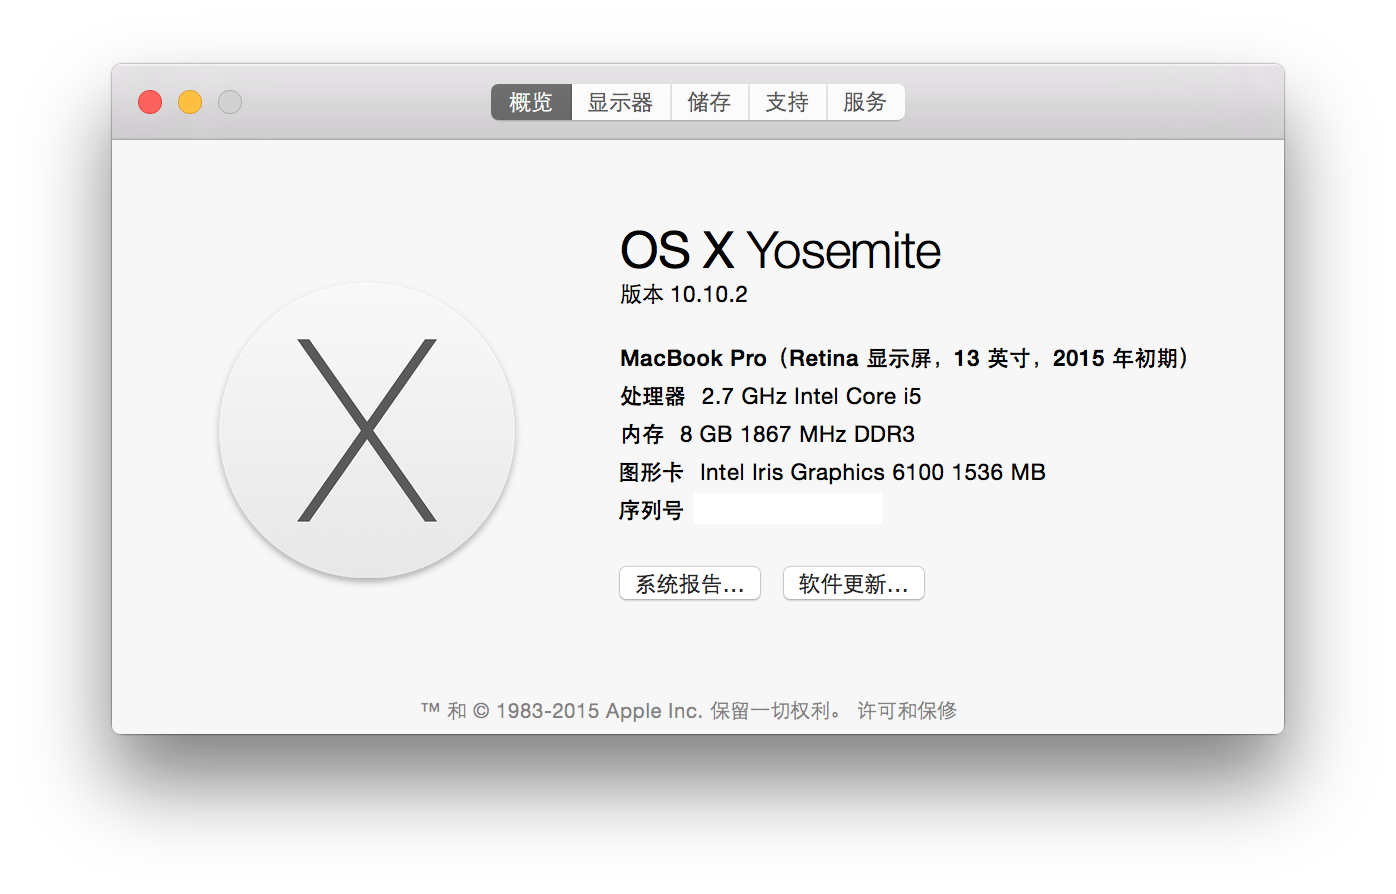 概览 显示器 储存 支持 服务
OS X Yosemite
版本 10.10.2
MacBook Pro（Retina 显示屏，13 英寸，2015 年初期）
处理器 2.7 GHz Intel Core i5
内存 8 GB 1867 MHz DDR3
图形卡 Intel Iris Graphics 6100 1536 MB
序列号
系统报告... 软件更新...
™ 和 © 1983-2015 Apple Inc. 保留一切权利。 许可和保修